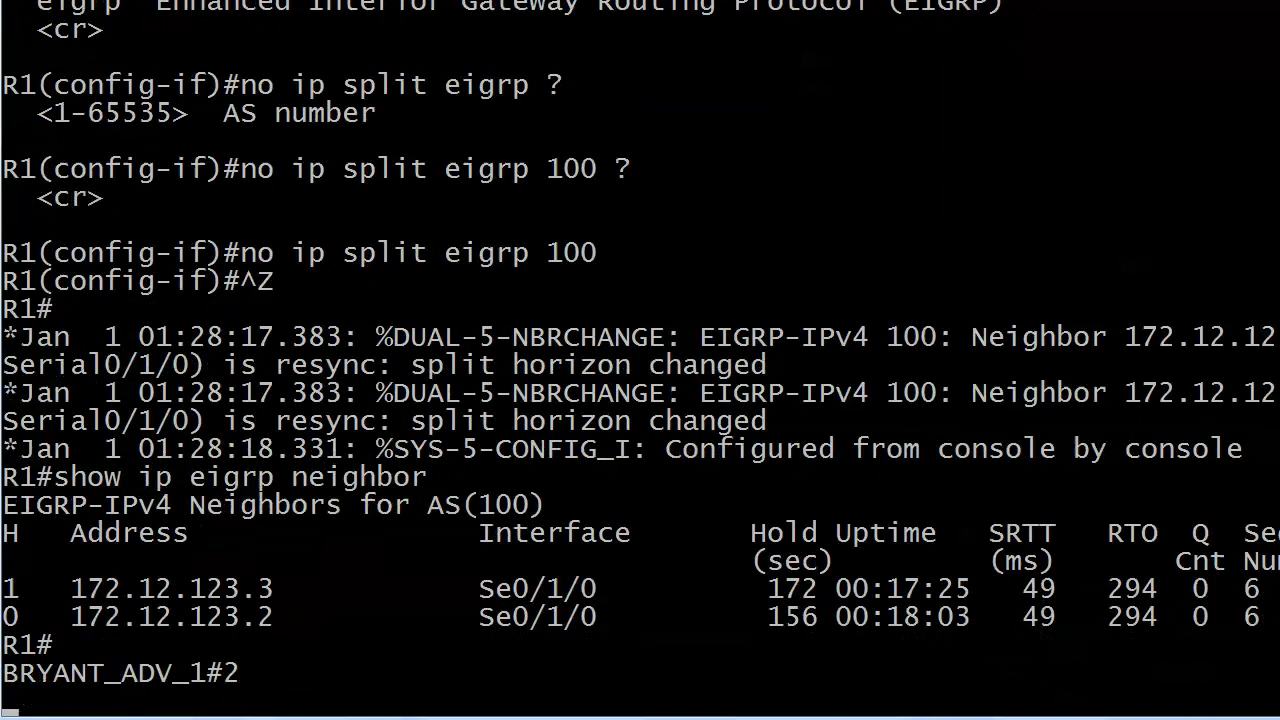 eigrp  Enhanced Interior Gateway Routing Protocol (EIGRP)
<cr>
R1(config-if)#no ip split eigrp ?
<1-65535>  AS number
R1(config-if)#no ip split eigrp 100 ?
<cr>
R1(config-if)#no ip split eigrp 100
R1(config-if)#^Z
R1#
*Jan  1 01:28:17.383: %DUAL-5-NBRCHANGE: EIGRP-IPv4 100: Neighbor 172.12.12
Serial0/1/0) is resync: split horizon changed
*Jan  1 01:28:17.383: %DUAL-5-NBRCHANGE: EIGRP-IPv4 100: Neighbor 172.12.12
Serial0/1/0) is resync: split horizon changed
*Jan  1 01:28:18.331: %SYS-5-CONFIG_I: Configured from console by console
R1#show ip eigrp neighbor
EIGRP-IPv4 Neighbors for AS(100)
H   Address   Interface   Hold Uptime   SRTT   RTO   Q   Se
(sec)   (ms)   Cnt Nu
1   172.12.123.3   Se0/1/0   172 00:17:25   49   294   0   6
0   172.12.123.2   Se0/1/0   156 00:18:03   49   294   0   6
R1#
BRYANT_ADV_1#2